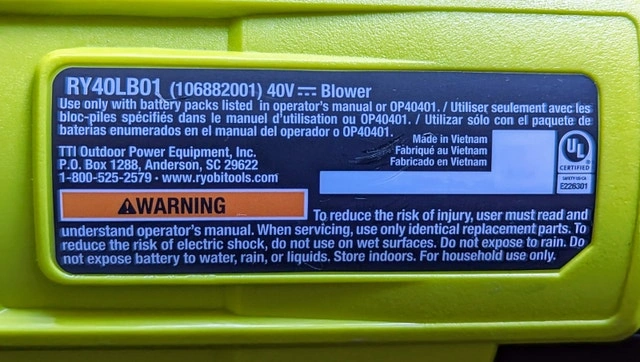 RY40LB01 (106882001) 40V Blower
Use only with battery packs listed in operator's manual or OP40401. / Utiliser seulement avec les
bloc-piles spécifiés dans le manuel d'utilisation ou OP40401. / Utilizar sólo con el paquete de
baterias enumerados en el manual del operador o OP40401.
Made in Vietnam
Fabriqué au Vietnam
Fabricado en Vietnam
TTI Outdoor Power Equipment, Inc.
P.O. Box 1288, Anderson, SC 29622
1-800-525-2579 • www.ryobitools.com
UL
CERTIFIED
E226301
WARNING
To reduce the risk of injury, user must read and
understand operator's manual. When servicing, use only identical replacement parts. To
reduce the risk of electric shock, do not use on wet surfaces. Do not expose to rain. Do
not expose battery to water, rain, or liquids. Store indoors. For household use only.